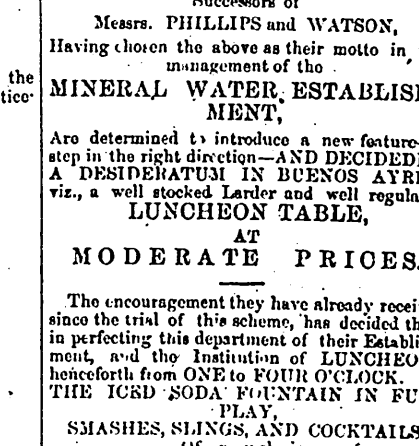 Successors of
Messrs. PHILLIPS and WATSON,
Having chosen the above as their motto in
management of the
the
tice
MINERAL WATER ESTABLIS
MENT,
Are determined to introduce a new feature
step in the right direction—AND DECIDED
A DESIDERATUM IN BUENOS AYR
viz., a well stocked Larder and well regula
LUNCHEON TABLE,
AT
MODERATE PRICES.
The encouragement they have already recei
since the trial of this scheme, has decided th
in perfecting this department of their Establi
ment, and the Institution of LUNCHEO
henceforth from ONE to FOUR O'CLOCK.
THE ICED SODA FOUNTAIN IN FU
PLAY,
SMASHES, SLINGS, AND COCKTAILS